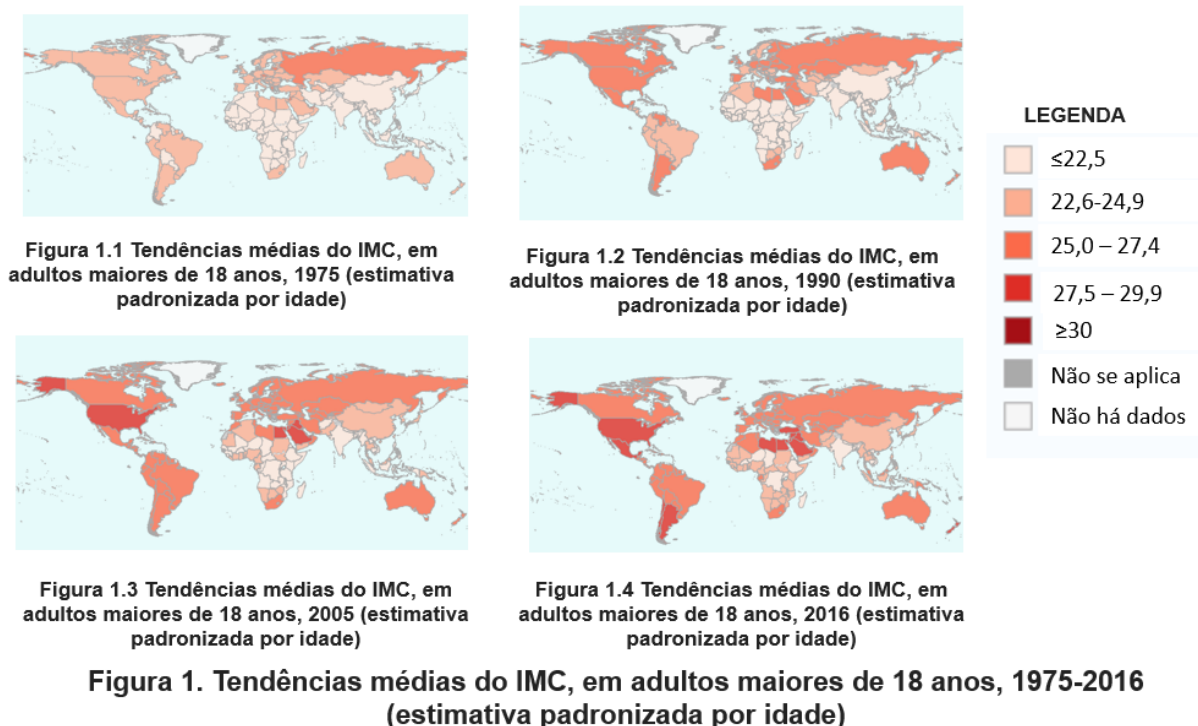 Figura 1.1 Tendências médias do IMC, em
adultos maiores de 18 anos, 1975 (estimativa
padronizada por idade)
Figura 1.2 Tendências médias do IMC, em
adultos maiores de 18 anos, 1990 (estimativa
padronizada por idade)
LEGENDA
≤22,5
22,6-24,9
25,0 – 27,4
27,5 – 29,9
≥30
Não se aplica
Não há dados
Figura 1.3 Tendências médias do IMC, em
adultos maiores de 18 anos, 2005 (estimativa
padronizada por idade)
Figura 1.4 Tendências médias do IMC, em
adultos maiores de 18 anos, 2016 (estimativa
padronizada por idade)
Figura 1. Tendências médias do IMC, em adultos maiores de 18 anos, 1975-2016
(estimativa padronizada por idade)